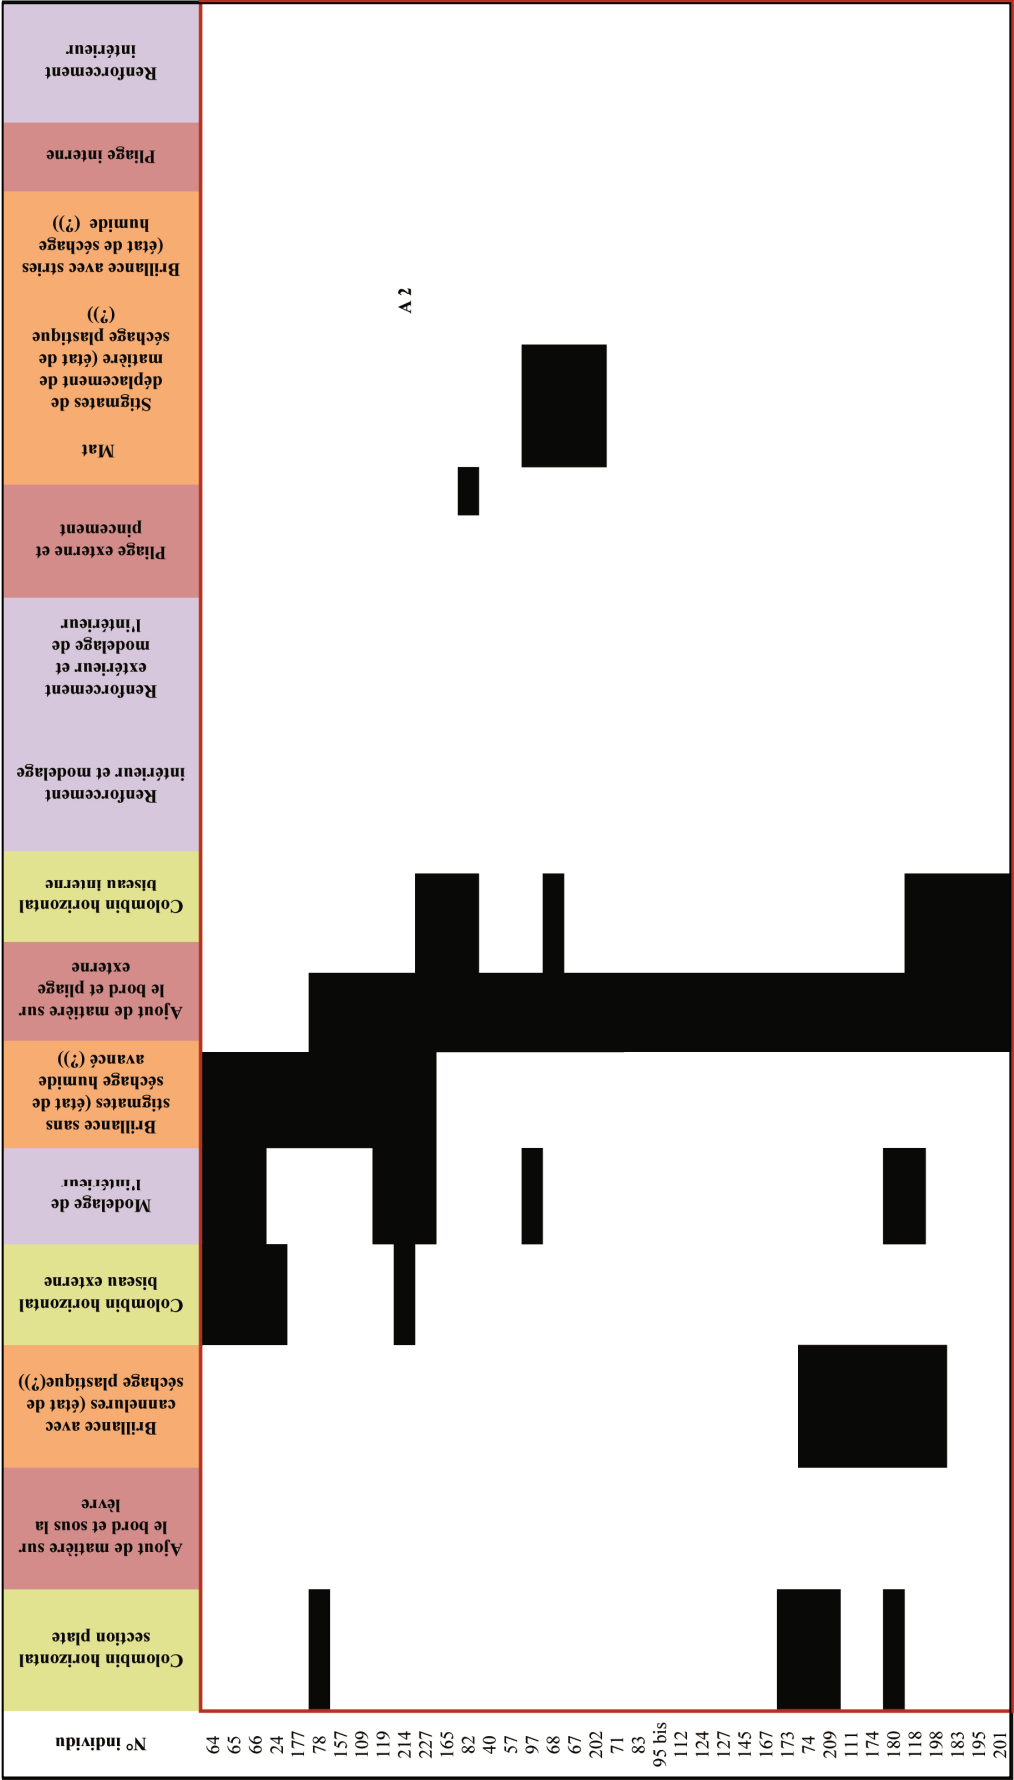 Renforcement
intérieur
Pliage interne
Brillance avec stries
(état de séchage
humide (?))
Stigmates de
déplacement de
matière (état de
séchage plastique
(?))
Mat
Pliage externe et
pincement
Renforcement
extérieur et
modelage de
l'intérieur
Renforcement
intérieur et modelage
Colombin horizontal
biseau interne
Ajout de matière sur
le bord et pliage
externe
Brillance sans
stigmates (état de
séchage humide
avancé (?))
Modelage de
l'intérieur
Colombin horizontal
biseau externe
Brillance avec
cannelures (état de
séchage plastique(?))
Ajout de matière sur
le bord et sous la
lèvre
Colombin horizontal
section plate
N° individu
A 2
64
65
66
24
177
78
157
109
119
214
227
165
82
40
57
97
68
67
202
71
83
95 bis
112
124
127
145
167
173
74
209
111
174
180
118
198
183
195
201